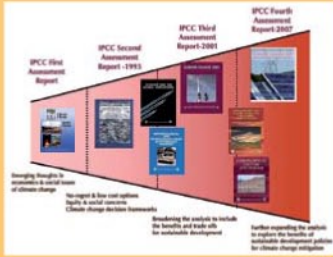 IPCC First
Assessment
Report
IPCC Second
Assessment
Report -1995
IPCC Third
Assessment
Report-2001
IPCC Fourth
Assessment
Report-2007
Emerging thoughts in
economics & social issues
of climate change
No-regret & low cost options
Equity & social concerns
Climate change decision frameworks
Broadening the analysis to include
the benefits and trade offs
for sustainable development
Further expanding the analysis
to explore the benefits of
sustainable development policies
for climate change mitigation